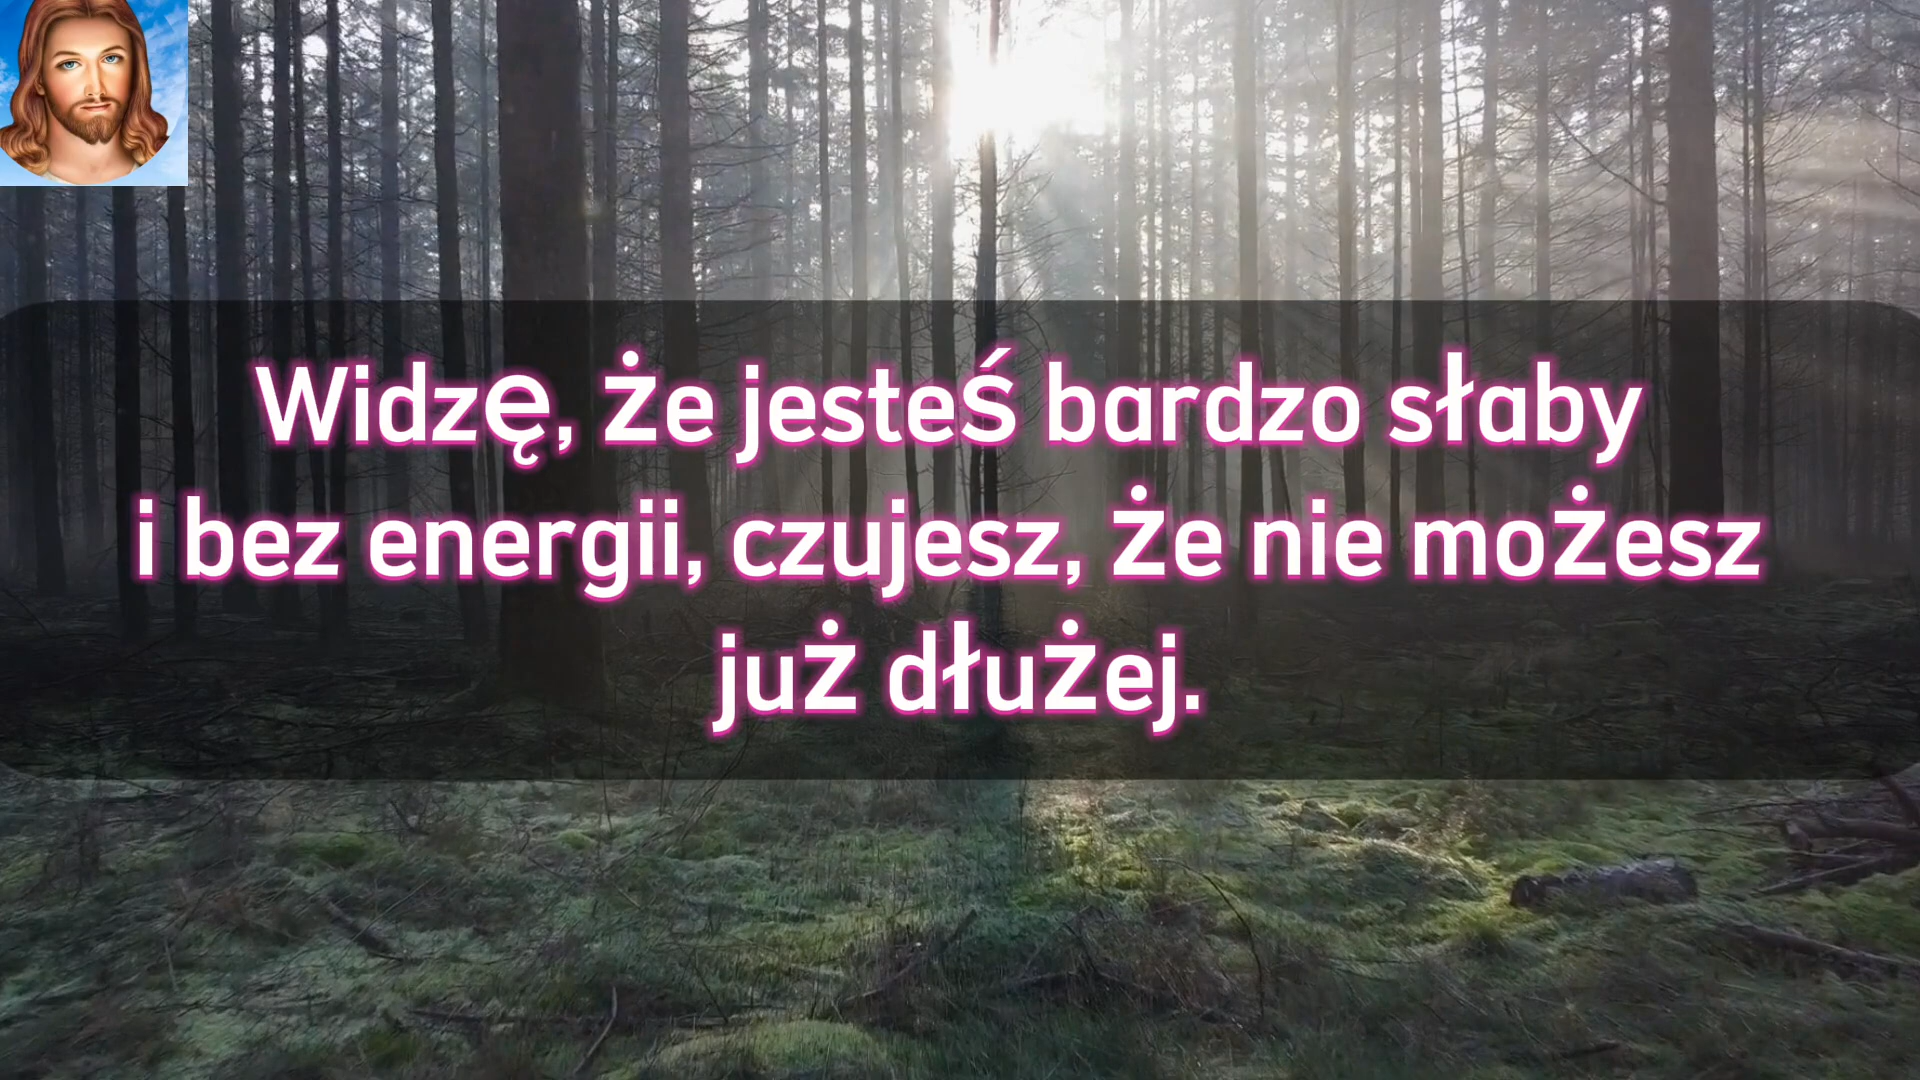 Widzę, że jesteś bardzo słaby
i bez energii, czujesz, że nie możesz
już dłużej.